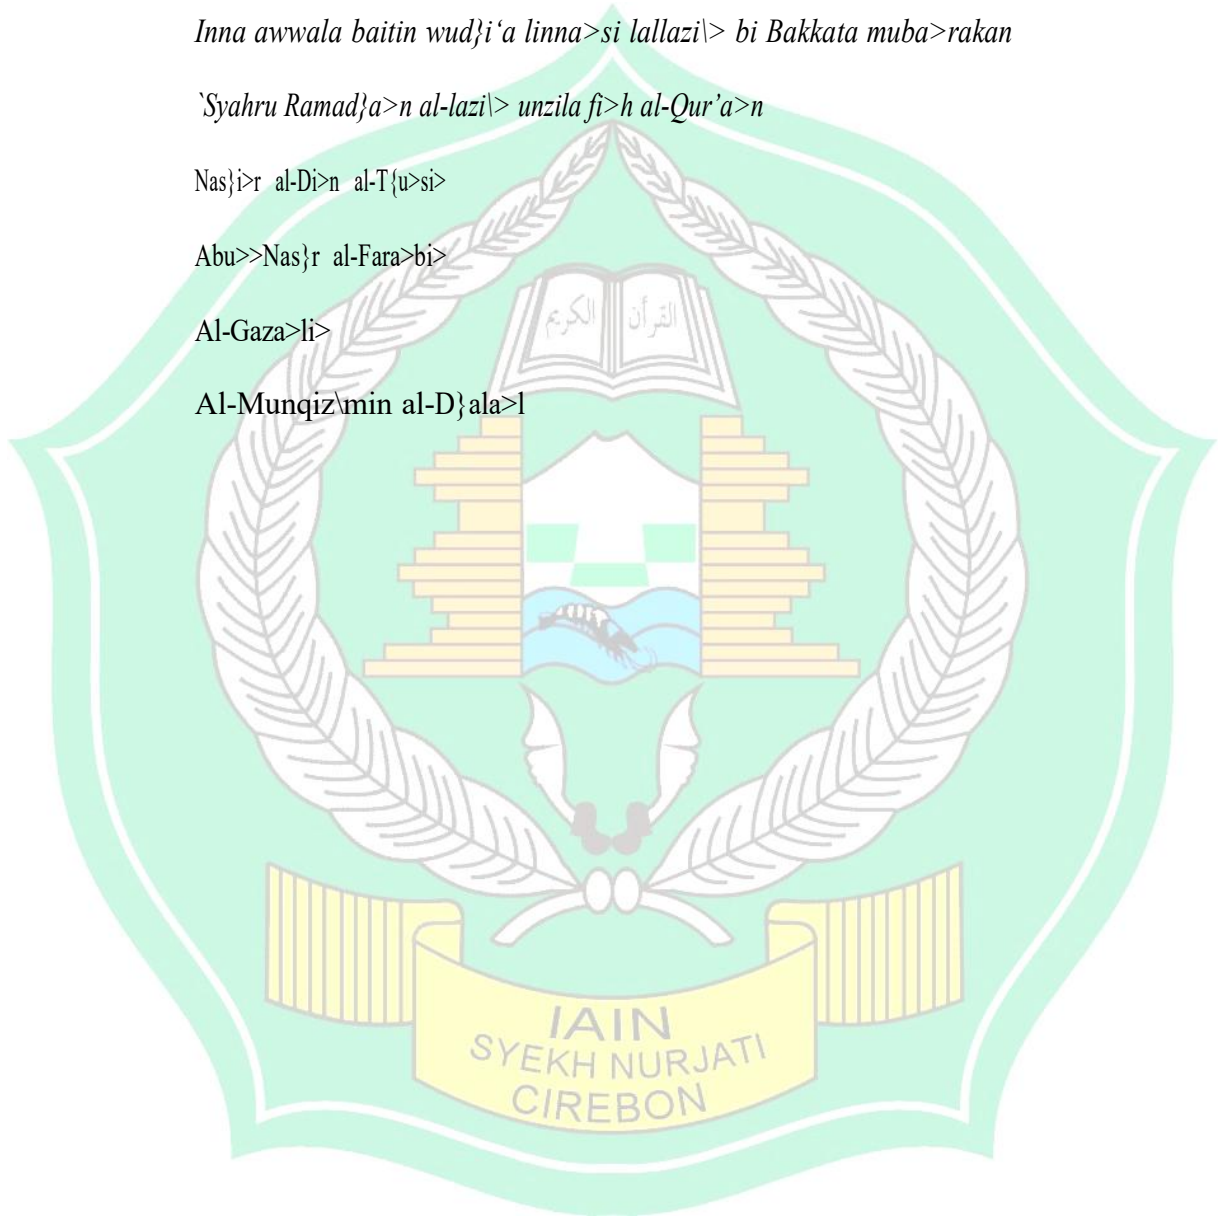 Inna awwala baitin wud}i‘a linna>si lallazi\> bi Bakkata muba>rakan
`Syahru Ramad}a>n al-lazi\> unzila fi>h al-Qur’a>n
Nas}i>r al-Di>n al-T{u>si>
Abu>>Nas}r al-Fara>bi>
Al-Gaza>li>
Al-Munqiz\min al-D}ala>l
القرآن الكريم
IAIN
SYEKH NURJATI
CIREBON